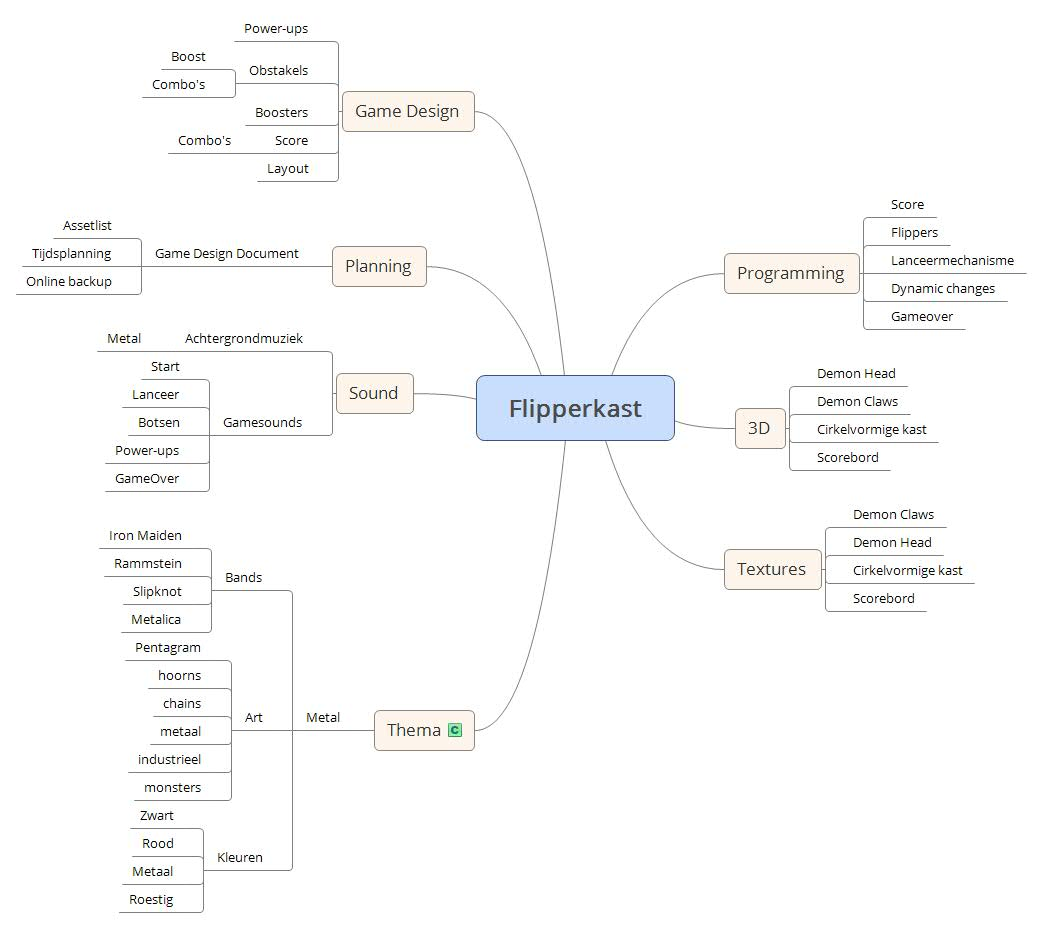 Flipperkast
Game Design
Power-ups
Obstakels
Boost
Combo's
Boosters
Score
Combo's
Layout
Planning
Game Design Document
Assetlist
Tijdsplanning
Online backup
Sound
Achtergrondmuziek
Metal
Gamesounds
Start
Lanceer
Botsen
Power-ups
GameOver
Thema C
Metal
Bands
Iron Maiden
Rammstein
Slipknot
Metalica
Art
Pentagram
hoorns
chains
metaal
industrieel
monsters
Kleuren
Zwart
Rood
Metaal
Roestig
Programming
Score
Flippers
Lanceermechanisme
Dynamic changes
Gameover
3D
Demon Head
Demon Claws
Cirkelvormige kast
Scorebord
Textures
Demon Claws
Demon Head
Cirkelvormige kast
Scorebord